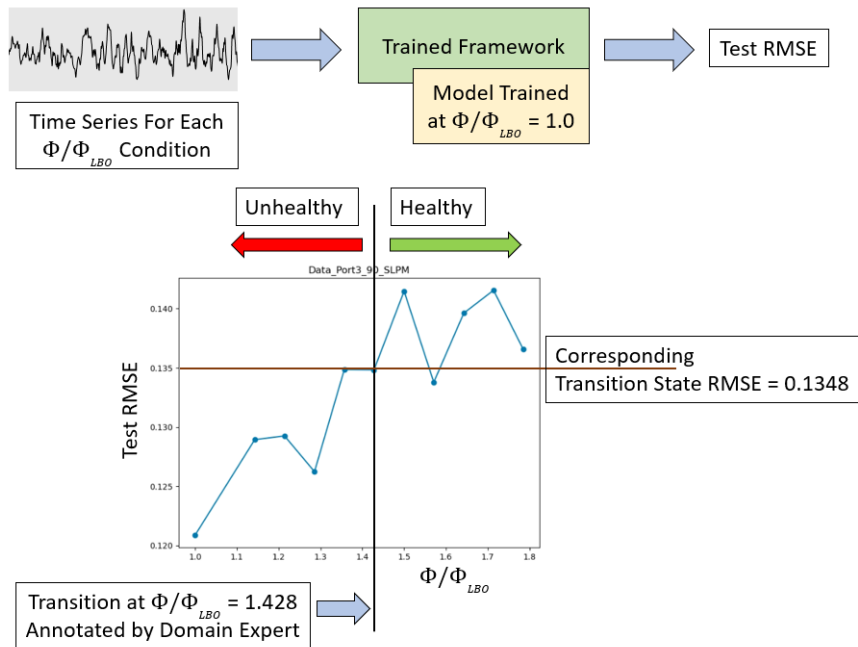 Trained Framework
Test RMSE
Model Trained
at Φ/Φ_LBO = 1.0
Time Series For Each
Φ/Φ_LBO Condition
Unhealthy
Healthy
Data_Port3_90_SLPM
0.140
0.135
0.130
0.125
0.120
Test RMSE
Corresponding
Transition State RMSE = 0.1348
1.0 1.1 1.2 1.3 1.4 1.5 1.6 1.7 1.8
Φ/Φ_LBO
Transition at Φ/Φ_LBO = 1.428
Annotated by Domain Expert